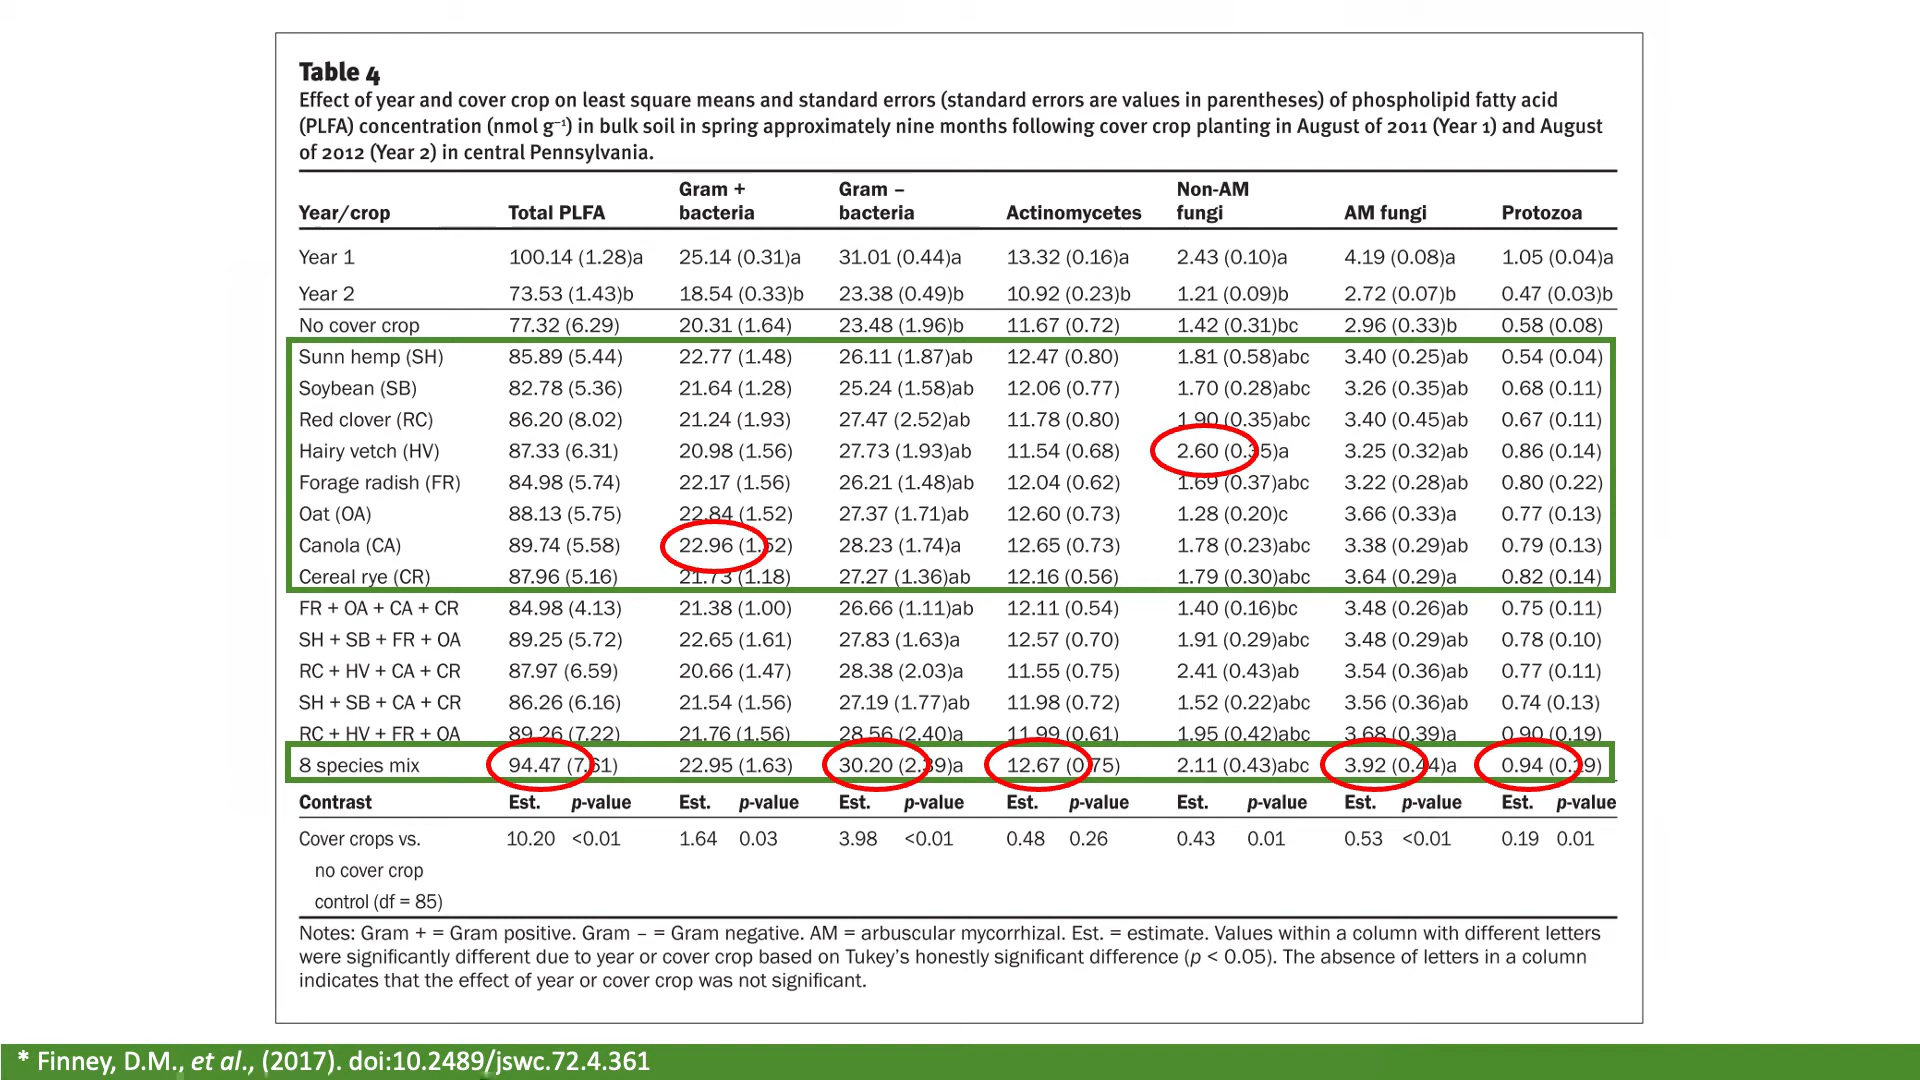 Table 4
Effect of year and cover crop on least square means and standard errors (standard errors are values in parentheses) of phospholipid fatty acid
(PLFA) concentration (nmol g⁻¹) in bulk soil in spring approximately nine months following cover crop planting in August of 2011 (Year 1) and August
of 2012 (Year 2) in central Pennsylvania.
Year/crop Total PLFA Gram + bacteria Gram – bacteria Actinomycetes Non-AM fungi AM fungi Protozoa
Year 1 100.14 (1.28)a 25.14 (0.31)a 31.01 (0.44)a 13.32 (0.16)a 2.43 (0.10)a 4.19 (0.08)a 1.05 (0.04)a
Year 2 73.53 (1.43)b 18.54 (0.33)b 23.38 (0.49)b 10.92 (0.23)b 1.21 (0.09)b 2.72 (0.07)b 0.47 (0.03)b
No cover crop 77.32 (6.29) 20.31 (1.64) 23.48 (1.96)b 11.67 (0.72) 1.42 (0.31)bc 2.96 (0.33)b 0.58 (0.08)
Sunn hemp (SH) 85.89 (5.44) 22.77 (1.48) 26.11 (1.87)ab 12.47 (0.80) 1.81 (0.58)abc 3.40 (0.25)ab 0.54 (0.04)
Soybean (SB) 82.78 (5.36) 21.64 (1.28) 25.24 (1.58)ab 12.06 (0.77) 1.70 (0.28)abc 3.26 (0.35)ab 0.68 (0.11)
Red clover (RC) 86.20 (8.02) 21.24 (1.93) 27.47 (2.52)ab 11.78 (0.80) 1.90 (0.35)abc 3.40 (0.45)ab 0.67 (0.11)
Hairy vetch (HV) 87.33 (6.31) 20.98 (1.56) 27.73 (1.93)ab 11.54 (0.68) 2.60 (0.35)a 3.25 (0.32)ab 0.86 (0.14)
Forage radish (FR) 84.98 (5.74) 22.17 (1.56) 26.21 (1.48)ab 12.04 (0.62) 1.69 (0.37)abc 3.22 (0.28)ab 0.80 (0.22)
Oat (OA) 88.13 (5.75) 22.84 (1.52) 27.37 (1.71)ab 12.60 (0.73) 1.28 (0.20)c 3.66 (0.33)a 0.77 (0.13)
Canola (CA) 89.74 (5.58) 22.96 (1.52) 28.23 (1.74)a 12.65 (0.73) 1.78 (0.23)abc 3.38 (0.29)ab 0.79 (0.13)
Cereal rye (CR) 87.96 (5.16) 21.73 (1.18) 27.27 (1.36)ab 12.16 (0.56) 1.79 (0.30)abc 3.64 (0.29)a 0.82 (0.14)
FR + OA + CA + CR 84.98 (4.13) 21.38 (1.00) 26.66 (1.11)ab 12.11 (0.54) 1.40 (0.16)bc 3.48 (0.26)ab 0.75 (0.11)
SH + SB + FR + OA 89.25 (5.72) 22.65 (1.61) 27.83 (1.63)a 12.57 (0.70) 1.91 (0.29)abc 3.48 (0.29)ab 0.78 (0.10)
RC + HV + CA + CR 87.97 (6.59) 20.66 (1.47) 28.38 (2.03)a 11.55 (0.75) 2.41 (0.43)ab 3.54 (0.36)ab 0.77 (0.11)
SH + SB + CA + CR 86.26 (6.16) 21.54 (1.56) 27.19 (1.77)ab 11.98 (0.72) 1.52 (0.22)abc 3.56 (0.36)ab 0.74 (0.13)
RC + HV + FR + OA 89.26 (7.22) 21.76 (1.56) 28.56 (2.40)a 11.99 (0.61) 1.95 (0.42)abc 3.68 (0.39)a 0.90 (0.19)
8 species mix 94.47 (7.61) 22.95 (1.63) 30.20 (2.39)a 12.67 (0.75) 2.11 (0.43)abc 3.92 (0.44)a 0.94 (0.29)
Contrast Est. p-value Est. p-value Est. p-value Est. p-value Est. p-value Est. p-value Est. p-value
Cover crops vs. 10.20 <0.01 1.64 0.03 3.98 <0.01 0.48 0.26 0.43 0.01 0.53 <0.01 0.19 0.01
no cover crop
control (df = 85)
Notes: Gram + = Gram positive. Gram – = Gram negative. AM = arbuscular mycorrhizal. Est. = estimate. Values within a column with different letters
were significantly different due to year or cover crop based on Tukey's honestly significant difference (p < 0.05). The absence of letters in a column
indicates that the effect of year or cover crop was not significant.
* Finney, D.M., et al., (2017). doi:10.2489/jswc.72.4.361